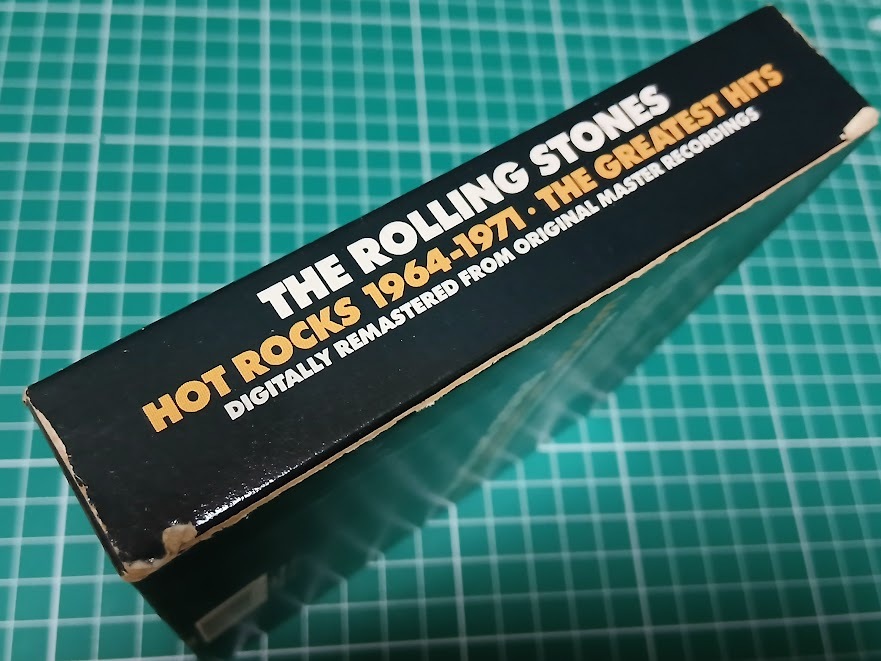 THE ROLLING STONES
HOT ROCKS 1964-1971 · THE GREATEST HITS
DIGITALLY REMASTERED FROM ORIGINAL MASTER RECORDINGS